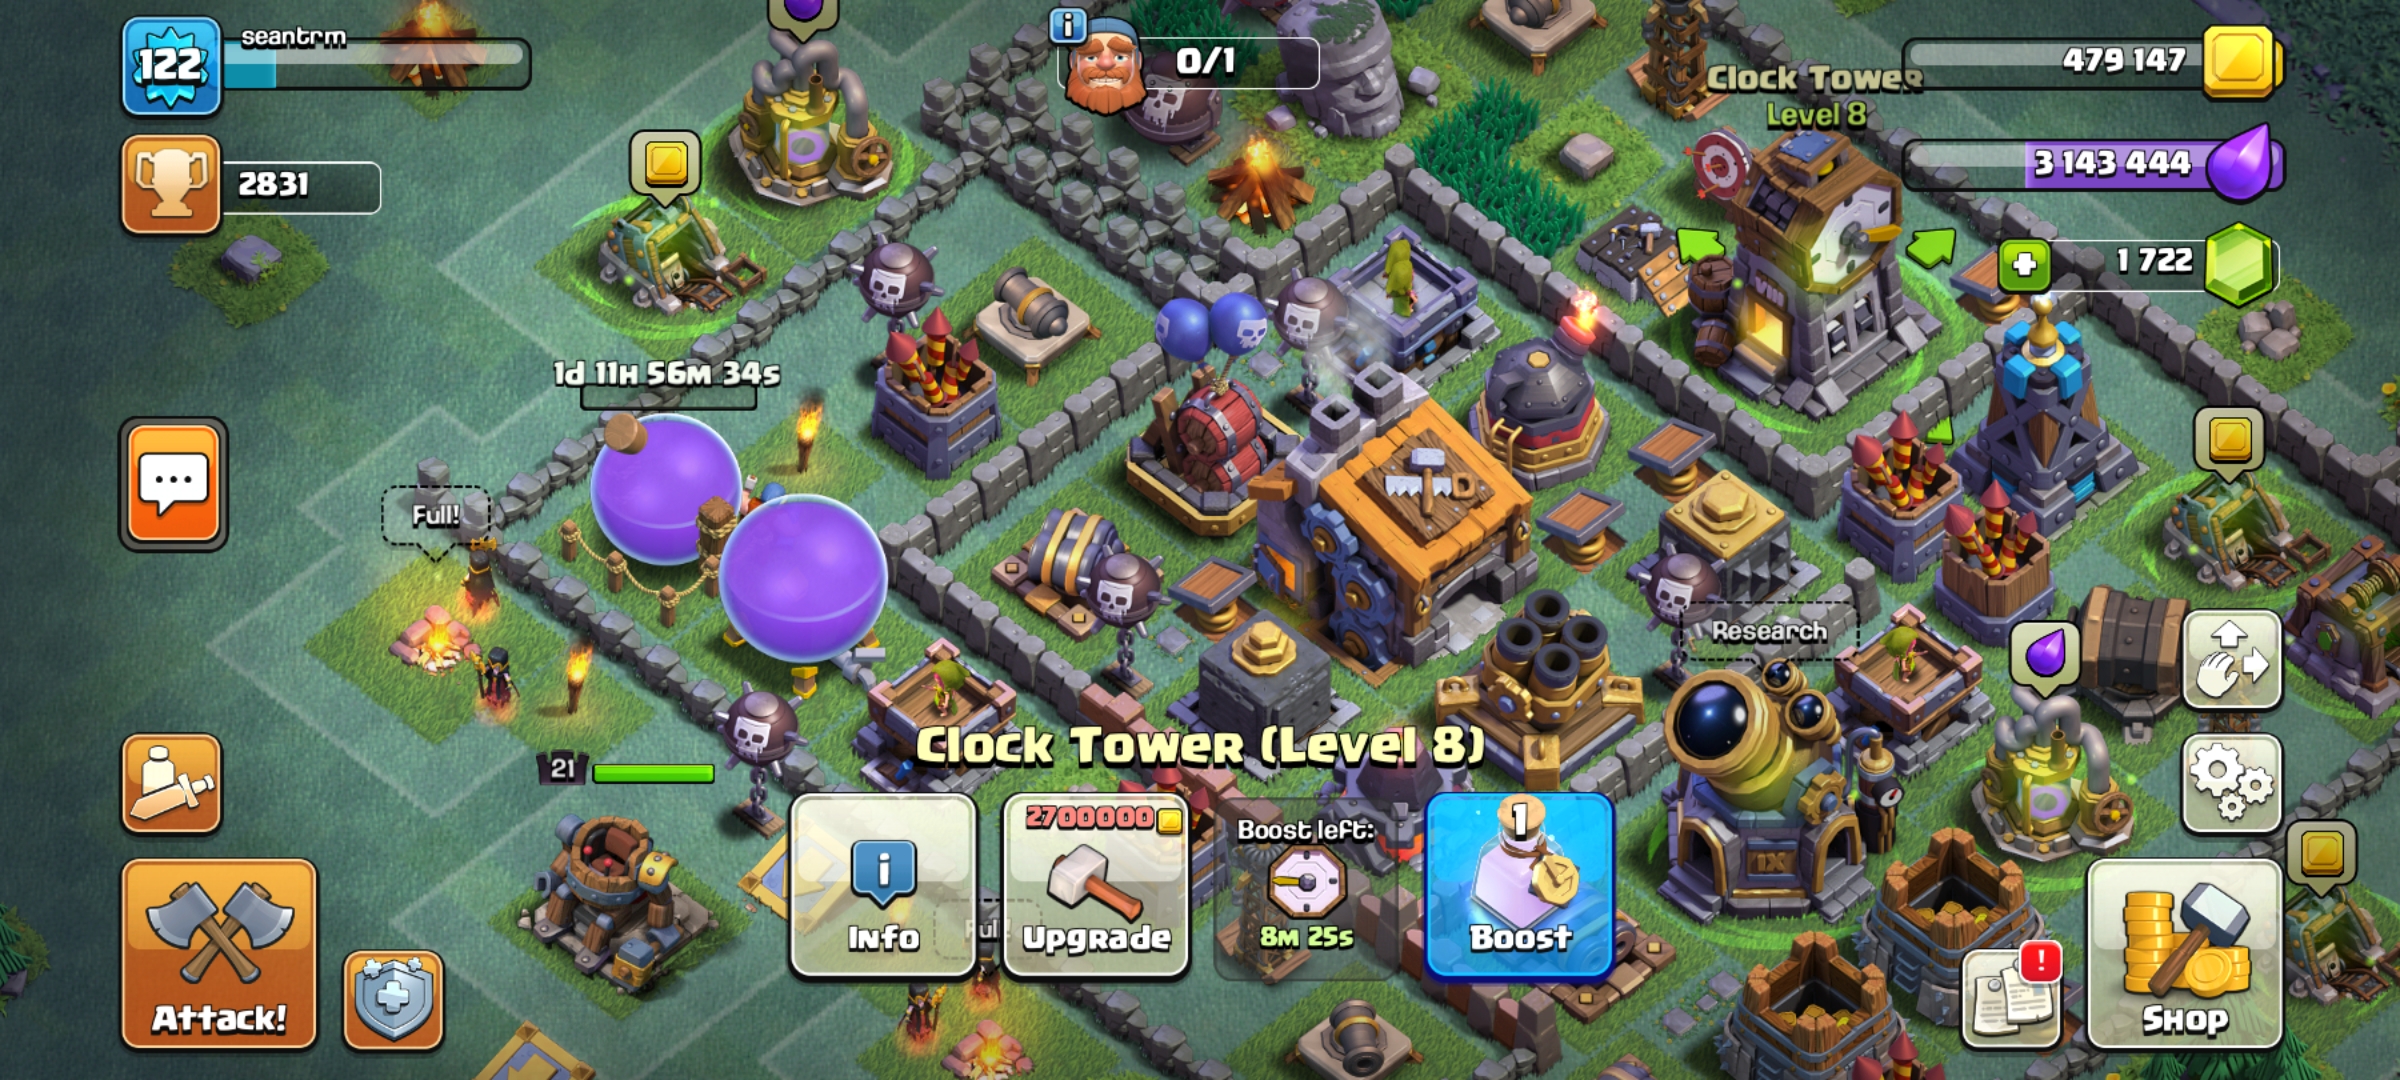 122
seantrm
0/1
479 147
Clock Tower
Level 8
3 143 444
2831
1 722
VIII
1d 11H 56M 34s
Full!
Research
Clock Tower (Level 8)
21
2700000
Boost left:
1
IX
8M 25s
Info
Upgrade
Boost
Attack!
!
Shop